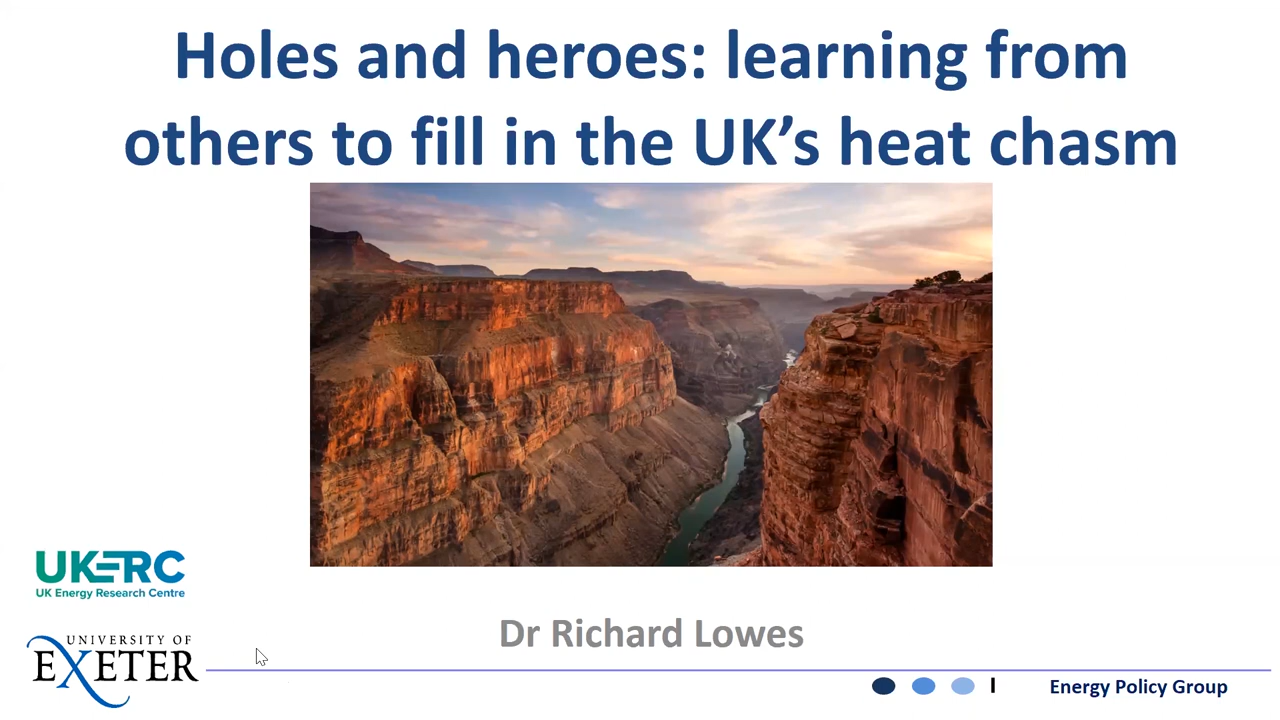 Holes and heroes: learning from
others to fill in the UK’s heat chasm
UKERC
UK Energy Research Centre
Dr Richard Lowes
UNIVERSITY OF
EXETER
Energy Policy Group